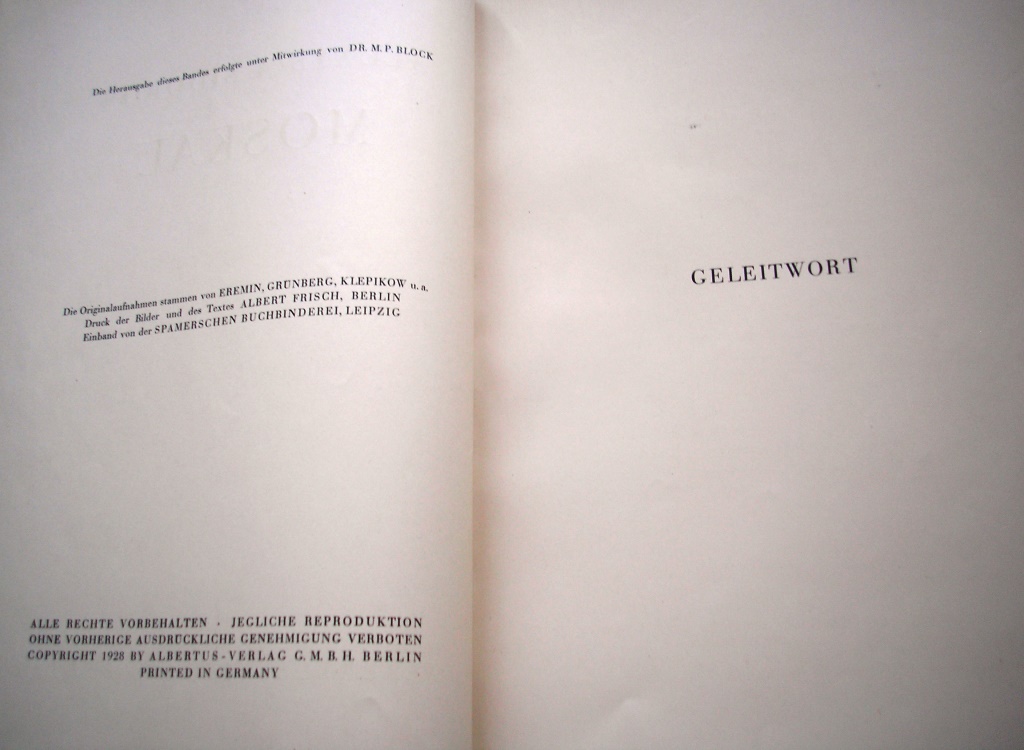 Die Herausgabe dieses Bandes erfolgte unter Mitwirkung von DR. M. P. BLOCK
Die Originalaufnahmen stammen von EREMIN, GRÜNBERG, KLEPIKOW u. a.
Druck der Bilder und des Textes ALBERT FRISCH, BERLIN
Einband von der SPAMERSCHEN BUCHBINDEREI, LEIPZIG
ALLE RECHTE VORBEHALTEN · JEGLICHE REPRODUKTION
OHNE VORHERIGE AUSDRÜCKLICHE GENEHMIGUNG VERBOTEN
COPYRIGHT 1928 BY ALBERTUS-VERLAG G. M. B. H. BERLIN
PRINTED IN GERMANY
GELEITWORT